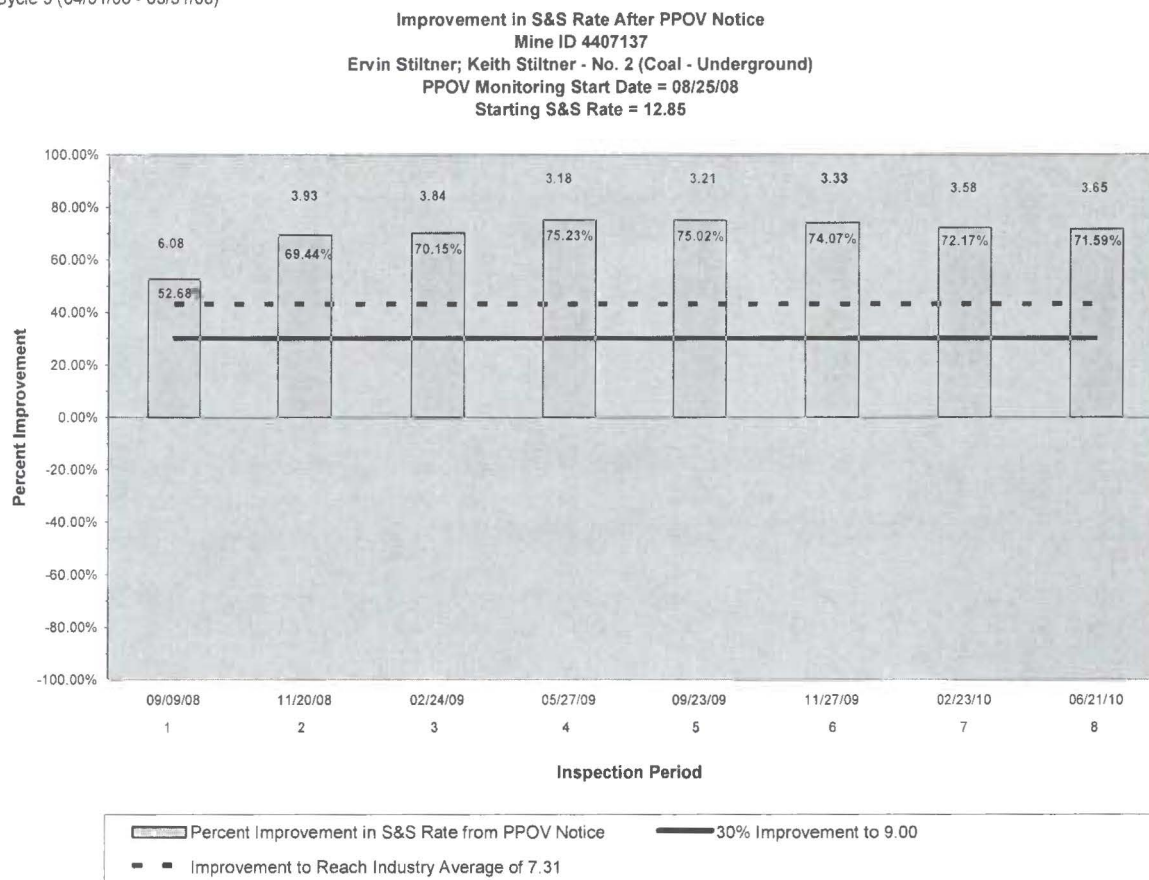 Improvement in S&S Rate After PPOV Notice
Mine ID 4407137
Ervin Stiltner; Keith Stiltner - No. 2 (Coal - Underground)
PPOV Monitoring Start Date = 08/25/08
Starting S&S Rate = 12.85
100.00%
80.00%
60.00%
40.00%
20.00%
0.00%
-20.00%
-40.00%
-60.00%
-80.00%
-100.00%
Percent Improvement
6.08 3.93 3.84 3.18 3.21 3.33 3.58 3.65
52.68% 69.44% 70.15% 75.23% 75.02% 74.07% 72.17% 71.59%
09/09/08 11/20/08 02/24/09 05/27/09 09/23/09 11/27/09 02/23/10 06/21/10
1 2 3 4 5 6 7 8
Inspection Period
Percent Improvement in S&S Rate from PPOV Notice 30% Improvement to 9.00
Improvement to Reach Industry Average of 7.31